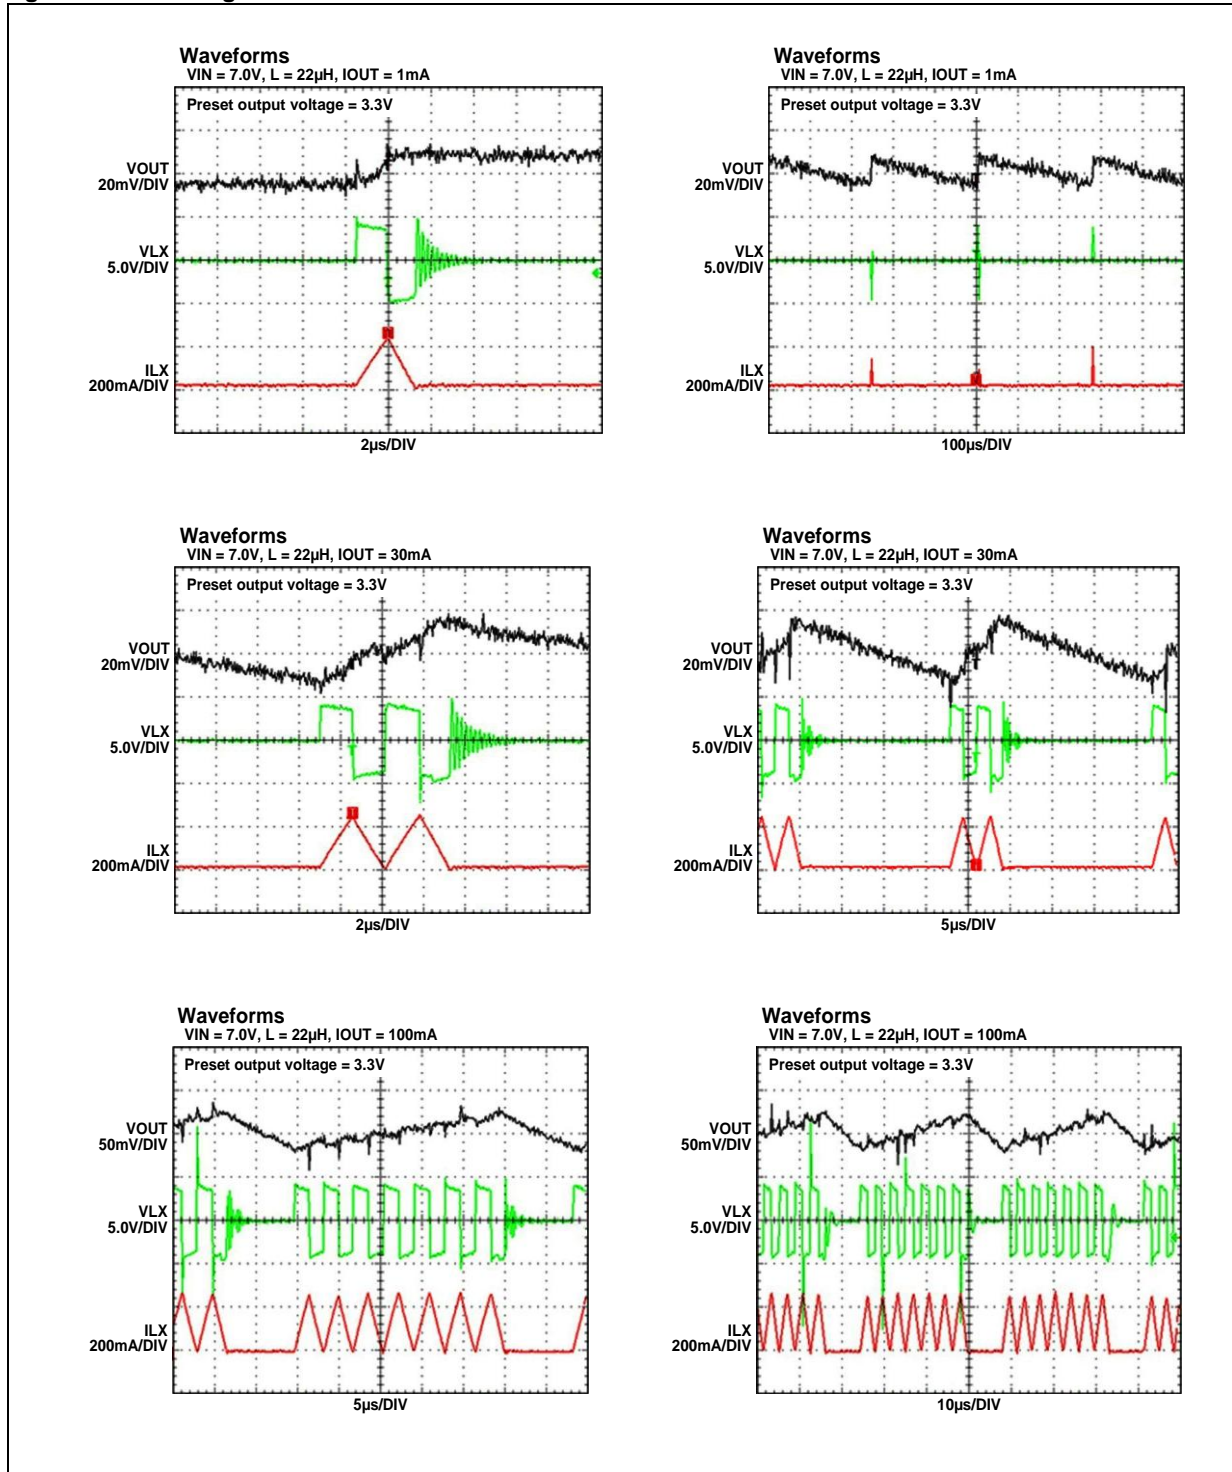 Waveforms
VIN = 7.0V, L = 22µH, IOUT = 1mA
Preset output voltage = 3.3V
VOUT
20mV/DIV
VLX
5.0V/DIV
ILX
200mA/DIV
2µs/DIV
Waveforms
VIN = 7.0V, L = 22µH, IOUT = 1mA
Preset output voltage = 3.3V
VOUT
20mV/DIV
VLX
5.0V/DIV
ILX
200mA/DIV
100µs/DIV
Waveforms
VIN = 7.0V, L = 22µH, IOUT = 30mA
Preset output voltage = 3.3V
VOUT
20mV/DIV
VLX
5.0V/DIV
ILX
200mA/DIV
2µs/DIV
Waveforms
VIN = 7.0V, L = 22µH, IOUT = 30mA
Preset output voltage = 3.3V
VOUT
20mV/DIV
VLX
5.0V/DIV
ILX
200mA/DIV
5µs/DIV
Waveforms
VIN = 7.0V, L = 22µH, IOUT = 100mA
Preset output voltage = 3.3V
VOUT
50mV/DIV
VLX
5.0V/DIV
ILX
200mA/DIV
5µs/DIV
Waveforms
VIN = 7.0V, L = 22µH, IOUT = 100mA
Preset output voltage = 3.3V
VOUT
50mV/DIV
VLX
5.0V/DIV
ILX
200mA/DIV
10µs/DIV